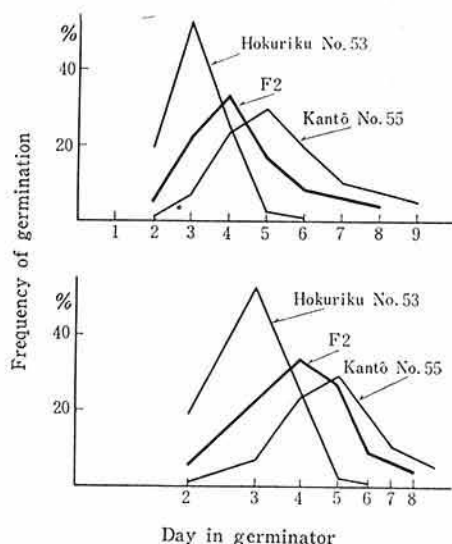 %
Hokuriku No. 53
40
F2
Kantô No. 55
20
1 2 3 4 5 6 7 8 9
Frequency of germination
%
Hokuriku No. 53
40
F2
Kantô No. 55
20
2 3 4 5 6 7 8
Day in germinator